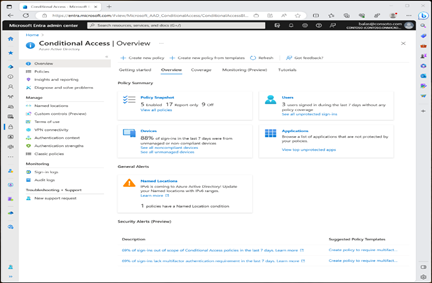 Conditional Access | Overview
https://entra.microsoft.com/
Microsoft Entra admin center
Search resources, services, and docs (G+/)
Home >
Conditional Access | Overview
Azure Active Directory
Overview
Policies
Insights and reporting
Diagnose and solve problems
Manage
Named locations
Custom controls (Preview)
Terms of use
VPN connectivity
Authentication context
Authentication strengths
Classic policies
Monitoring
Sign-in logs
Audit logs
Troubleshooting + Support
New support request
Create new policy
Create new policy from templates
Refresh
Got feedback?
Getting started
Overview
Coverage
Monitoring (Preview)
Tutorials
Policy Summary
Policy Snapshot
5 Enabled 17 Report-only 9 Off
View all policies
Users
3 users signed in during the last 7 days without any
policy coverage
See all unprotected sign-ins
Devices
88% of sign-ins in the last 7 days were from
unmanaged or non-compliant devices
See all noncompliant devices
See all unmanaged devices
Applications
Browse a list of applications that are not protected by
your policies.
View top unprotected apps
General Alerts
Named Locations
IPv6 is coming to Azure Active Directory! Update
your Named locations with IPv6 ranges.
Learn more
1 policies have a Named Location condition
Security Alerts (Preview)
Description
Suggested Policy Templates
of sign-ins out of scope of Conditional Access policies in the last 7 days. Learn more
Create policy to require multifact...
of sign-ins lack multifactor authentication requirement in the last 7 days. Learn more
Create policy to require multifact...